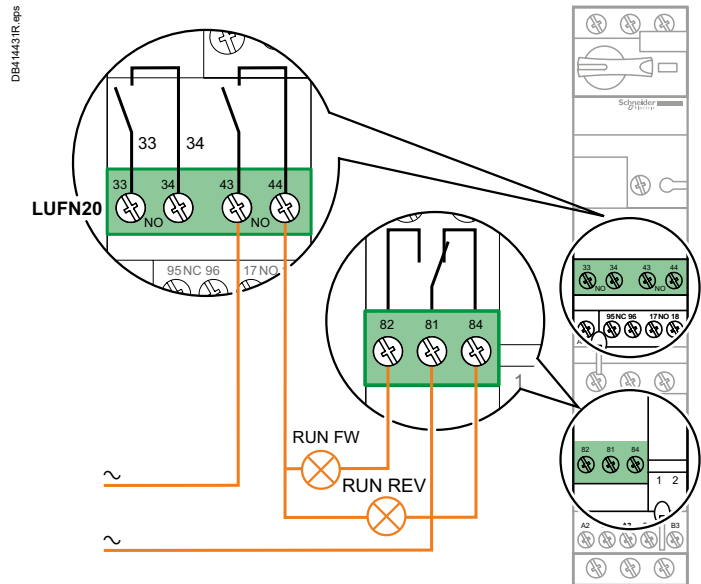 DB414431R.eps
Schneider
Electric
33 34
33 34 43 44
LUFN20
NO NO
95 NC 96 17 NO
33 34 43 44
NO NO
95 NC 96 17 NO 18
A
82 81 84
1
82 81 84
1 2
RUN FW
RUN REV
~
~
A2 B3